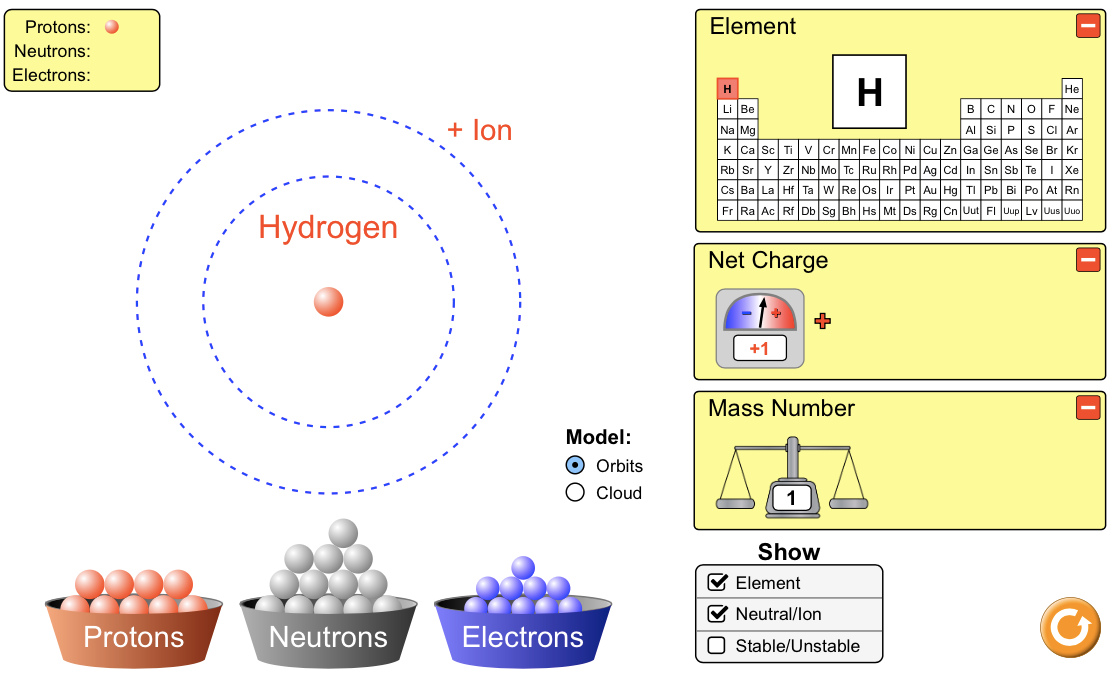 Protons:
Neutrons:
Electrons:
+ Ion
Hydrogen
Model:
Orbits
Cloud
Protons
Neutrons
Electrons
Element
H
H He
Li Be B C N O F Ne
Na Mg Al Si P S Cl Ar
K Ca Sc Ti V Cr Mn Fe Co Ni Cu Zn Ga Ge As Se Br Kr
Rb Sr Y Zr Nb Mo Tc Ru Rh Pd Ag Cd In Sn Sb Te I Xe
Cs Ba La Hf Ta W Re Os Ir Pt Au Hg Tl Pb Bi Po At Rn
Fr Ra Ac Rf Db Sg Bh Hs Mt Ds Rg Cn Uut Fl Uup Lv Uus Uuo
Net Charge
- +
+1
+
Mass Number
1
Show
Element
Neutral/Ion
Stable/Unstable